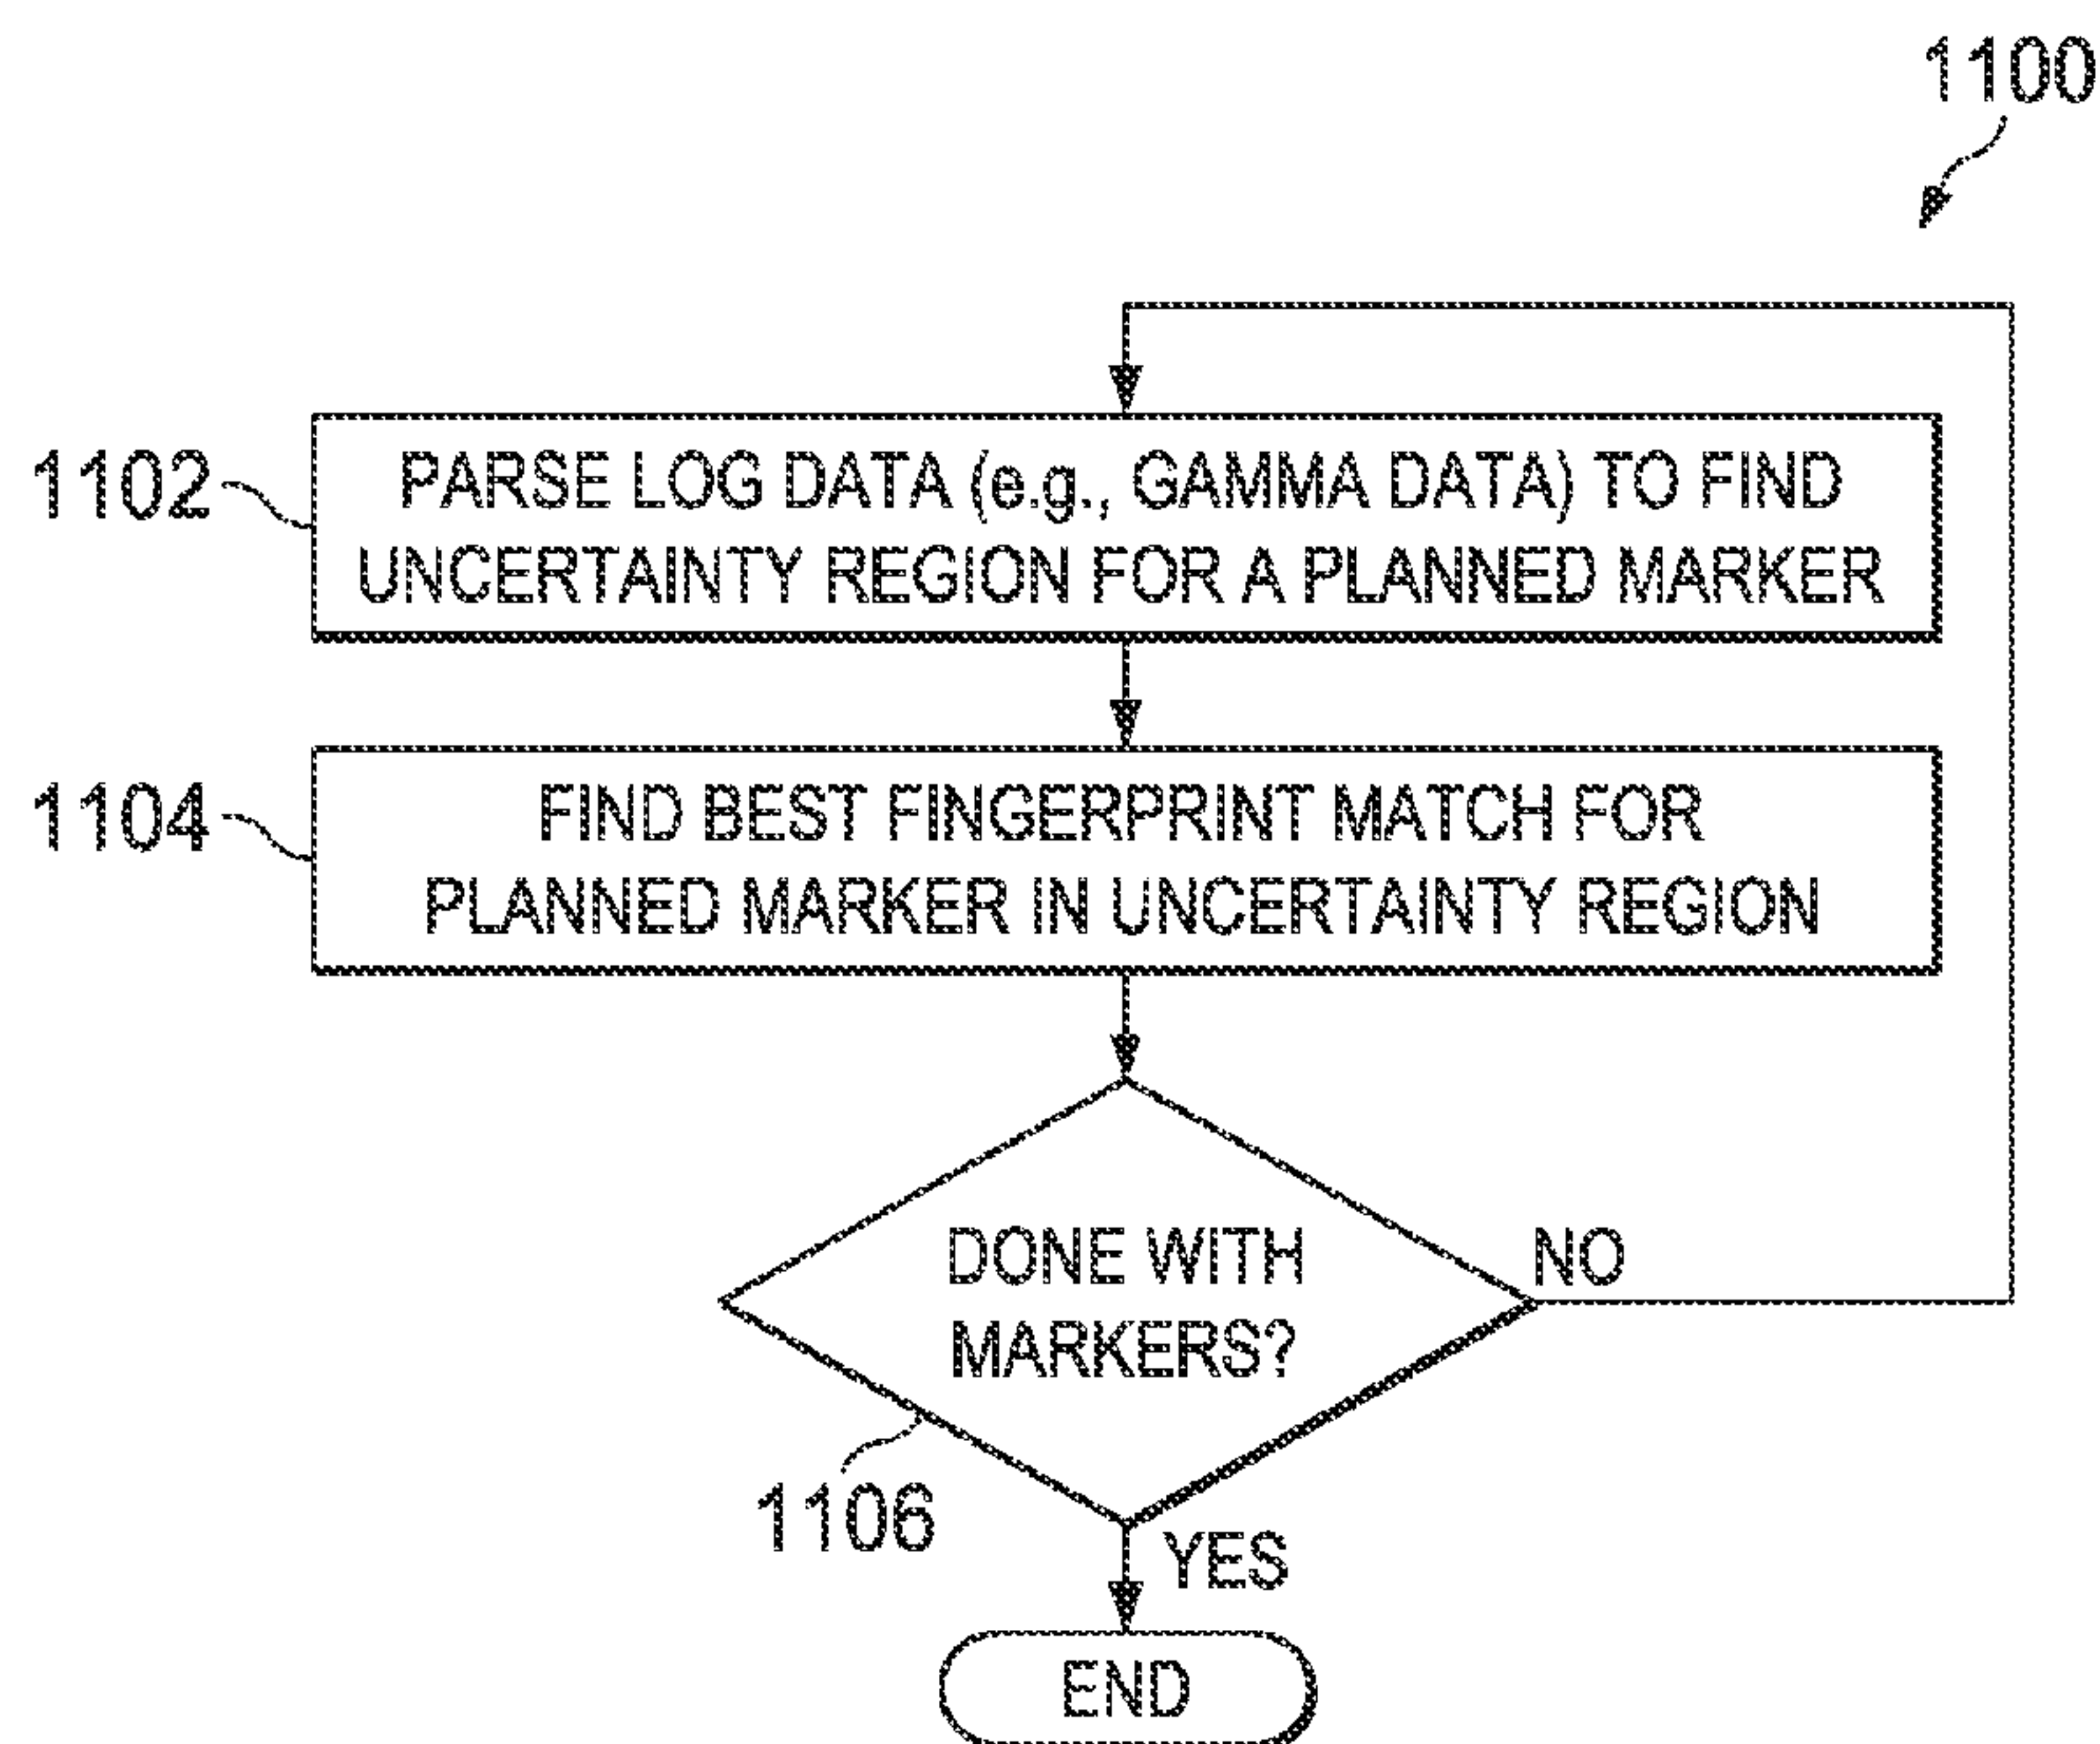 1100
1102
PARSE LOG DATA (e.g., GAMMA DATA) TO FIND
UNCERTAINTY REGION FOR A PLANNED MARKER
1104
FIND BEST FINGERPRINT MATCH FOR
PLANNED MARKER IN UNCERTAINTY REGION
DONE WITH
MARKERS?
NO
1106
YES
END